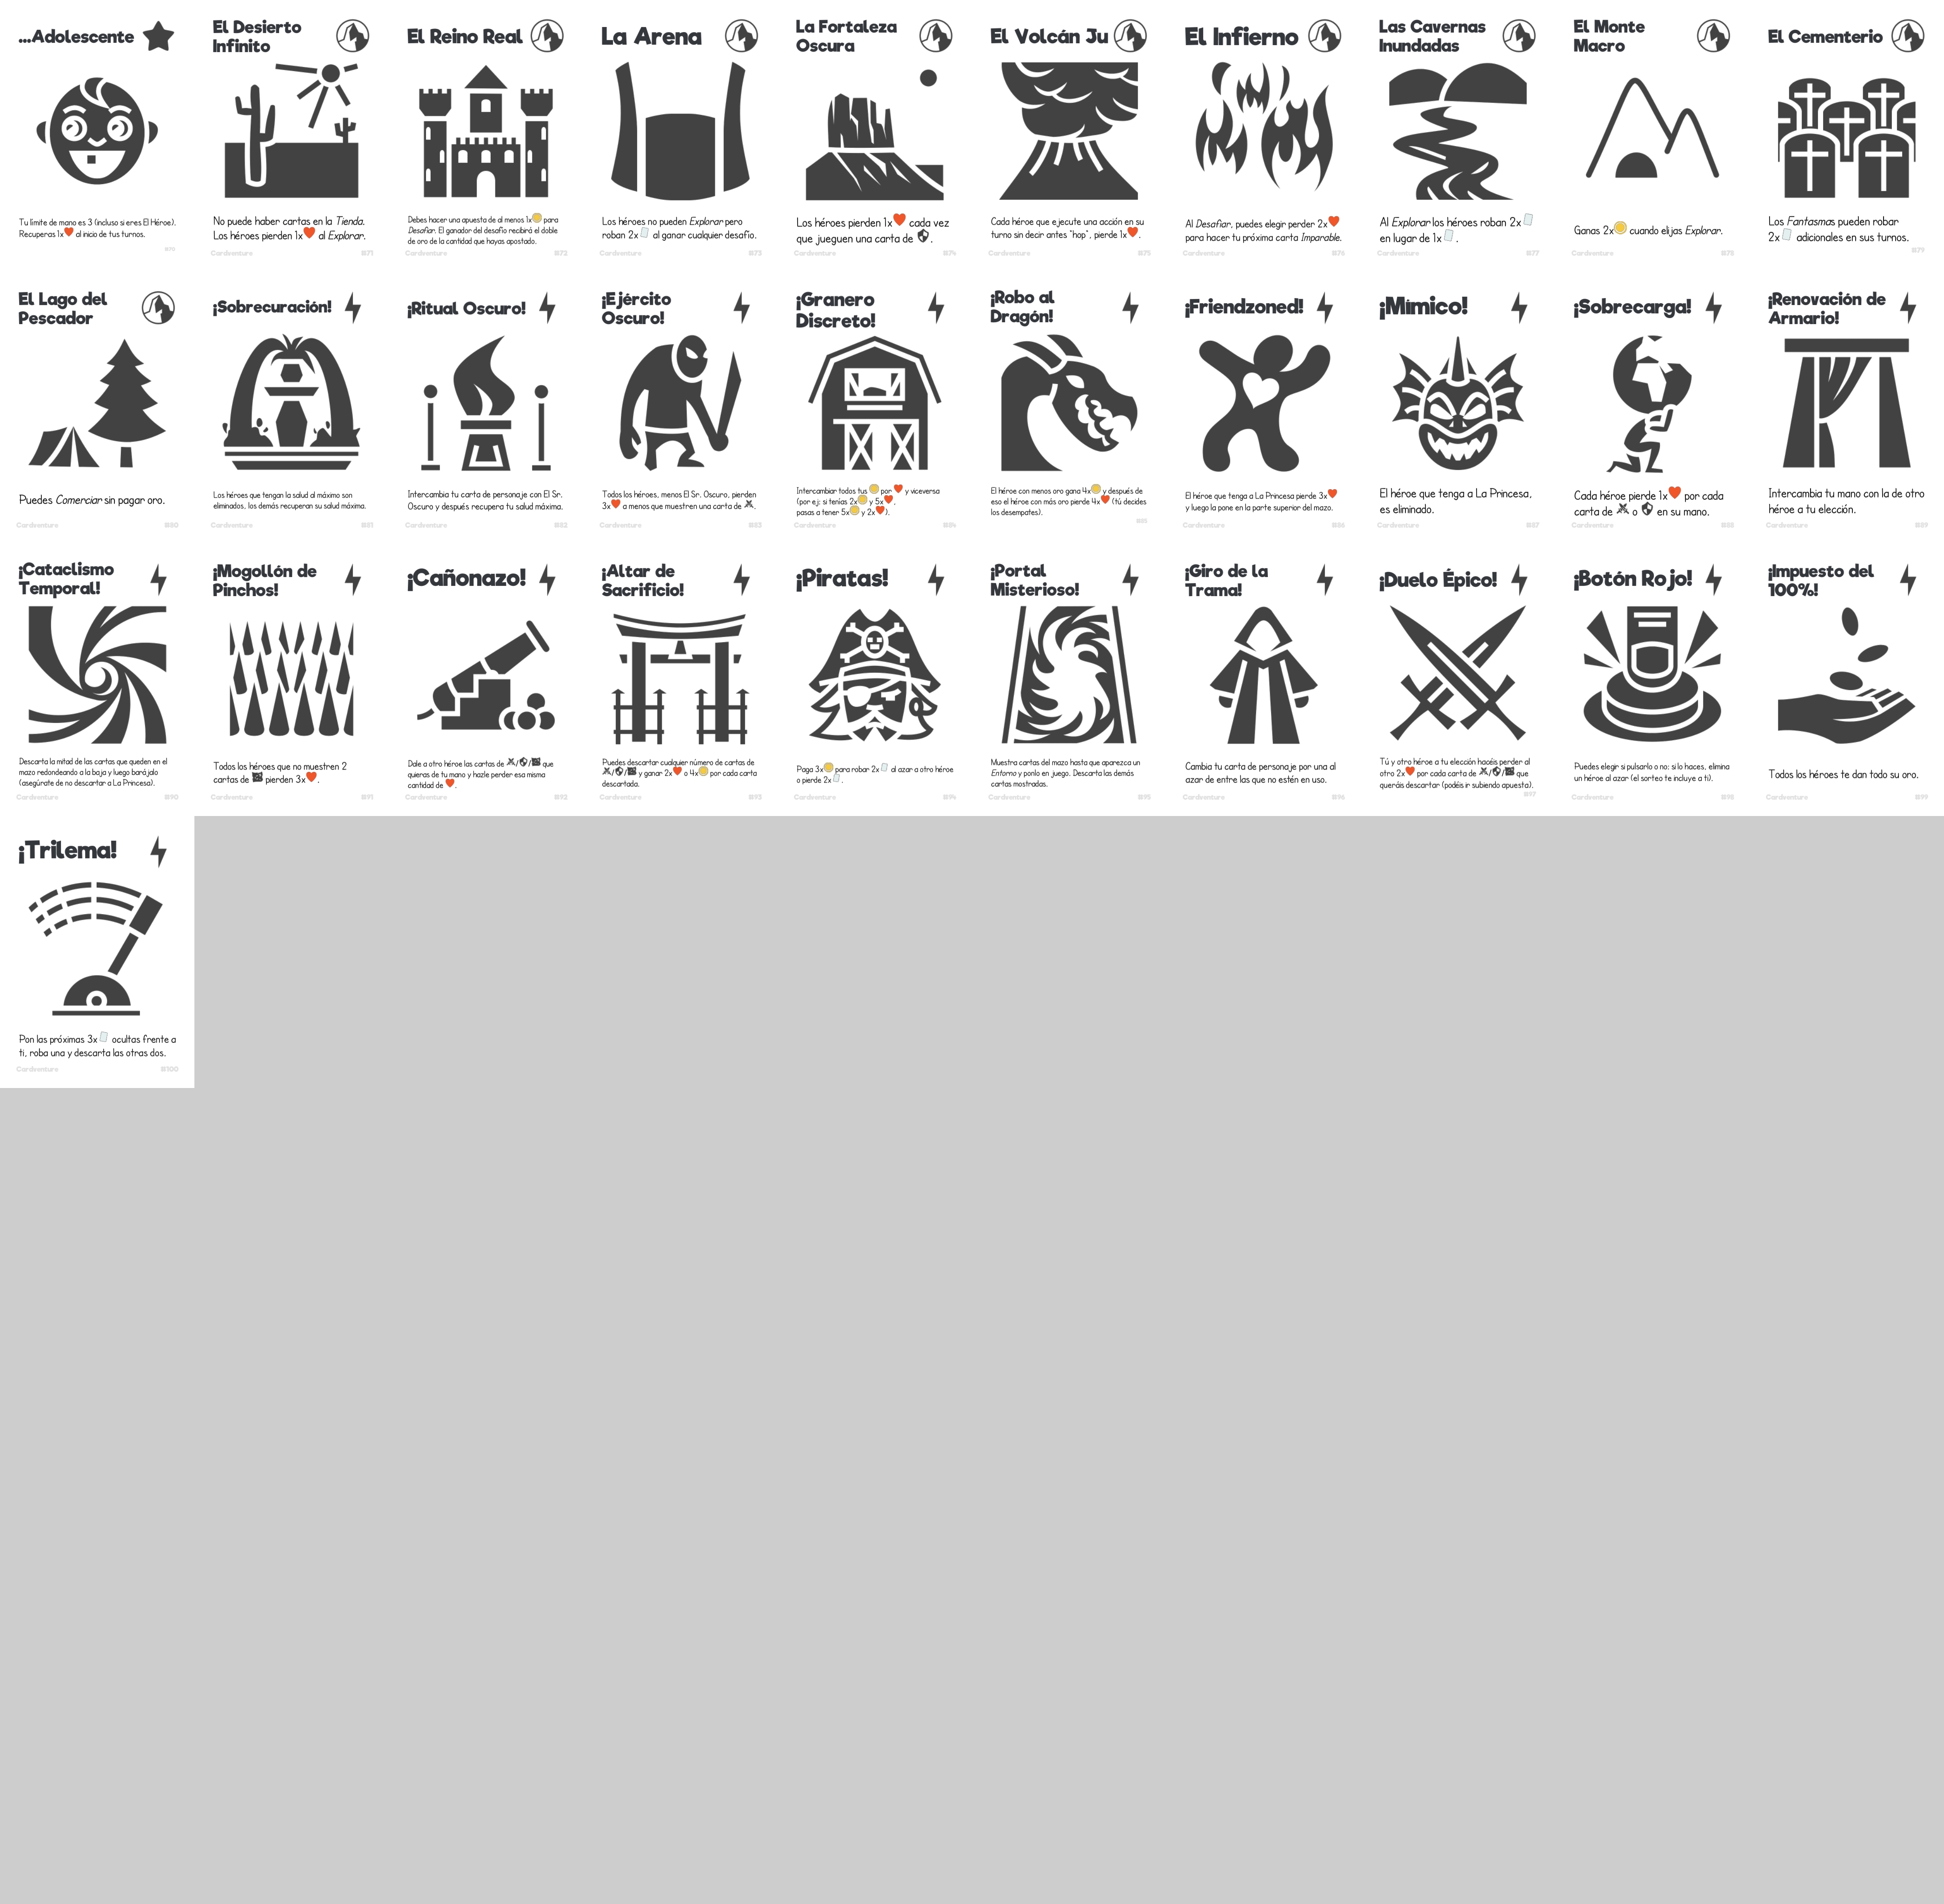 ...Adolescente
Tu límite de mano es 3 (incluso si eres El Héroe).
Recuperas 1x al inicio de tus turnos.
#70
El Desierto
Infinito
No puede haber cartas en la Tienda.
Los héroes pierden 1x al Explorar.
Cardventure #71
El Reino Real
Debes hacer una apuesta de al menos 1x para
Desafiar. El ganador del desafío recibirá el doble
de oro de la cantidad que hayas apostado.
Cardventure #72
La Arena
Los héroes no pueden Explorar pero
roban 2x al ganar cualquier desafío.
Cardventure #73
La Fortaleza
Oscura
Los héroes pierden 1x cada vez
que jueguen una carta de .
Cardventure #74
El Volcán Ju
Cada héroe que ejecute una acción en su
turno sin decir antes "hop", pierde 1x.
Cardventure #75
El Infierno
Al Desafiar, puedes elegir perder 2x
para hacer tu próxima carta Imparable.
Cardventure #76
Las Cavernas
Inundadas
Al Explorar los héroes roban 2x
en lugar de 1x .
Cardventure #77
El Monte
Macro
Ganas 2x cuando elijas Explorar.
Cardventure #78
El Cementerio
Los Fantasmas pueden robar
2x adicionales en sus turnos.
Cardventure #79
El Lago del
Pescador
Puedes Comerciar sin pagar oro.
Cardventure #80
¡Sobrecuración!
Los héroes que tengan la salud al máximo son
eliminados, los demás recuperan su salud máxima.
Cardventure #81
¡Ritual Oscuro!
Intercambia tu carta de personaje con El Sr.
Oscuro y después recupera tu salud máxima.
Cardventure #82
¡Ejército
Oscuro!
Todos los héroes, menos El Sr. Oscuro, pierden
3x a menos que muestren una carta de .
Cardventure #83
¡Granero
Discreto!
Intercambiar todos tus por y viceversa
(por ej: si tenías 2x y 5x,
pasas a tener 5x y 2x).
Cardventure #84
¡Robo al
Dragón!
El héroe con menos oro gana 4x y después de
eso el héroe con más oro pierde 4x (tú decides
los desempates).
Cardventure #85
¡Friendzoned!
El héroe que tenga a La Princesa pierde 3x
y luego la pone en la parte superior del mazo.
Cardventure #86
¡Mímico!
El héroe que tenga a La Princesa,
es eliminado.
Cardventure #87
¡Sobrecarga!
Cada héroe pierde 1x por cada
carta de o en su mano.
Cardventure #88
¡Renovación de
Armario!
Intercambia tu mano con la de otro
héroe a tu elección.
Cardventure #89
¡Cataclismo
Temporal!
Descarta la mitad de las cartas que queden en el
mazo redondeando a la baja y luego barájalo
(asegúrate de no descartar a La Princesa).
Cardventure #90
¡Mogollón de
Pinchos!
Todos los héroes que no muestren 2
cartas de pierden 3x.
Cardventure #91
¡Cañonazo!
Dale a otro héroe las cartas de / / que
quieras de tu mano y hazle perder esa misma
cantidad de .
Cardventure #92
¡Altar de
Sacrificio!
Puedes descartar cualquier número de cartas de
/ / y ganar 2x o 4x por cada carta
descartada.
Cardventure #93
¡Piratas!
Paga 3x para robar 2x al azar a otro héroe
o pierde 2x .
Cardventure #94
¡Portal
Misterioso!
Muestra cartas del mazo hasta que aparezca un
Entorno y ponlo en juego. Descarta las demás
cartas mostradas.
Cardventure #95
¡Giro de la
Trama!
Cambia tu carta de personaje por una al
azar de entre las que no estén en uso.
Cardventure #96
¡Duelo Épico!
Tú y otro héroe a tu elección hacéis perder al
otro 2x por cada carta de / / que
queráis descartar (podéis ir subiendo apuesta).
Cardventure #97
¡Botón Rojo!
Puedes elegir si pulsarlo o no: si lo haces, elimina
un héroe al azar (el sorteo te incluye a ti).
Cardventure #98
¡Impuesto del
100%!
Todos los héroes te dan todo su oro.
Cardventure #99
¡Trilema!
Pon las próximas 3x ocultas frente a
ti, roba una y descarta las otras dos.
Cardventure #100